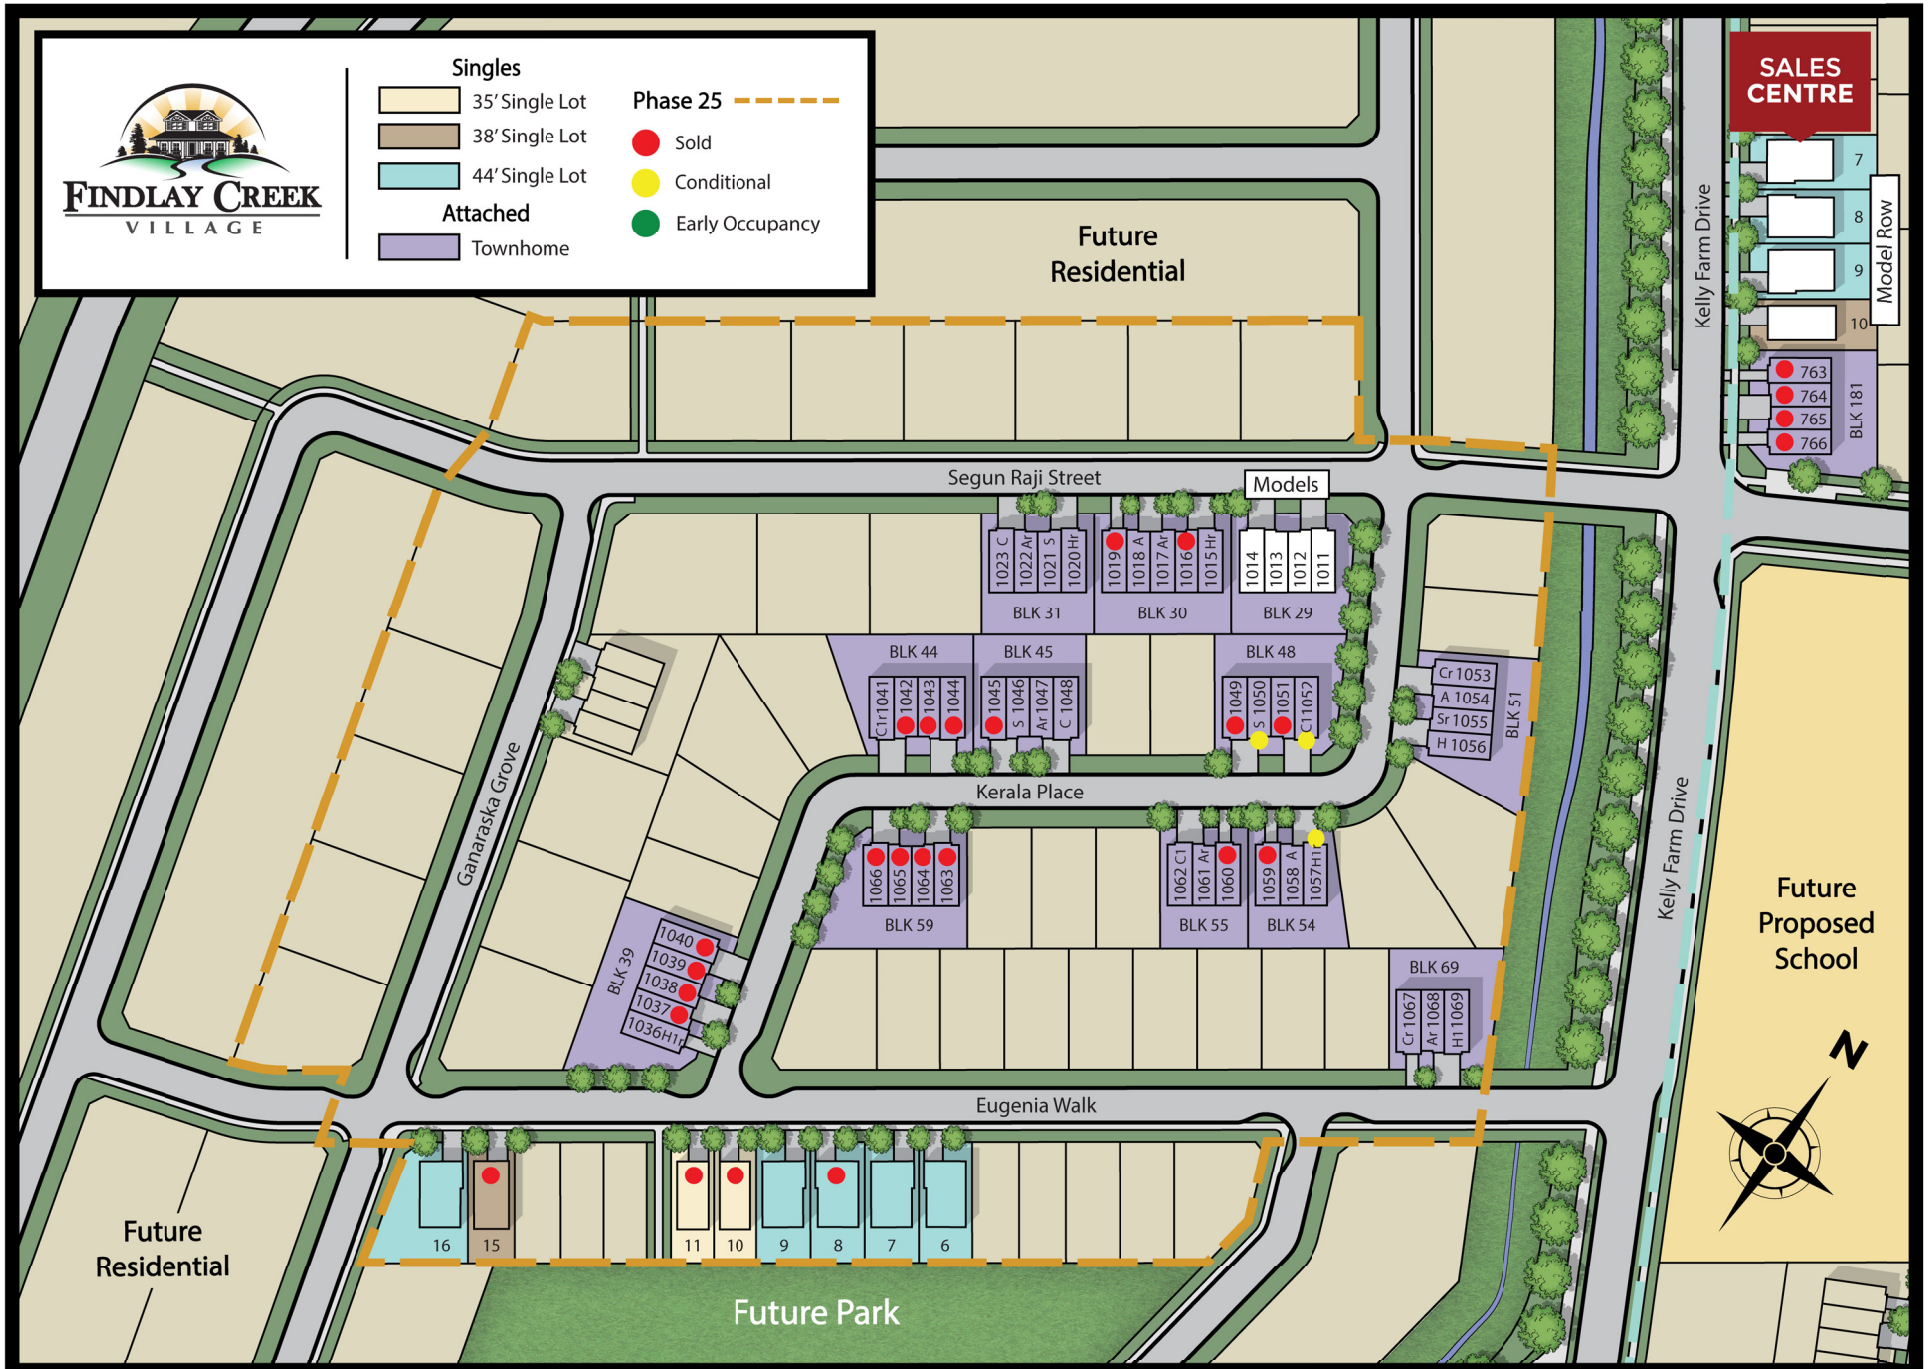 FINDLAY CREEK
VILLAGE
Singles
35' Single Lot
38' Single Lot
44' Single Lot
Attached
Townhome
Phase 25
Sold
Conditional
Early Occupancy
SALES
CENTRE
Future
Residential
Kelly Farm Drive
7
8
9
10
Model Row
763
764
765
766
BLK 181
Segun Raji Street
Models
1023 C
1022 Ar
1021 S
1020 Hr
1019
1018 A
1017 Ar
1016
1015 Hr
1014
1013
1012
1011
BLK 31
BLK 30
BLK 29
BLK 44
BLK 45
BLK 48
C1r 1041
1042
1043
1044
1045
S 1046
Ar 1047
C 1048
1049
S 1050
1051
C1 1052
Cr 1053
A 1054
Sr 1055
H 1056
BLK 51
Ganaraska Grove
Kerala Place
Kelly Farm Drive
1066
1065
1064
1063
1062 C1
1061 Ar
1060
1059
1058 A
1057 H1
BLK 59
BLK 55
BLK 54
BLK 39
1040
1039
1038
1037
1036H1r
BLK 69
Cr 1067
Ar 1068
H1 1069
Future
Proposed
School
N
Eugenia Walk
16
15
11
10
9
8
7
6
Future
Residential
Future Park